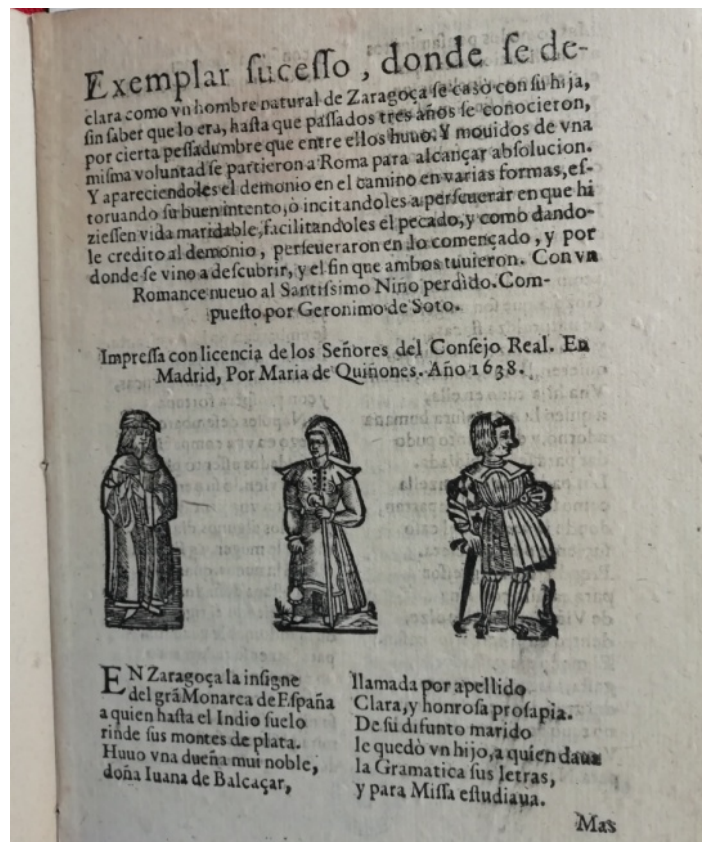 Exemplar ſuceſſo, donde ſe de-
clara como vn hombre natural de Zaragoça ſe casò con ſu hija,
ſin ſaber que lo era, haſta que paſſados tres años ſe conocieron,
por cierta peſſadumbre que entre ellos huuo: Y mouidos de vna
miſma voluntad ſe partieron a Roma para alcançar abſolucion.
Y apareciendoles el demonio en el camino en varias formas, eſ-
toruando ſu buen intento, ò incitandoles a perſeuerar en que hi
zieſſen vida maridable, facilitandoles el pecado, y como dando-
le credito al demonio, perſeueraron en lo començado, y por
donde ſe vino a deſcubrir, y el fin que ambos tuuieron. Con vn
Romance nueuo al Santiſsimo Niño perdido. Com-
pueſto por Geronimo de Soto.
Impreſſa con licencia de los Señores del Conſejo Real. En
Madrid, Por Maria de Quiñones. Año 1638.
EN Zaragoça la inſigne
del grã Monarca de Eſpaña
a quien haſta el Indio ſuelo
rinde ſus montes de plata.
Huuo vna dueña mui noble,
doña Iuana de Balcaçar,
llamada por apellido
Clara, y honroſa proſapia.
De ſu difunto marido
le quedò vn hijo, a quien daua
la Gramatica ſus letras,
y para Miſſa eſtudiaua.
Mas